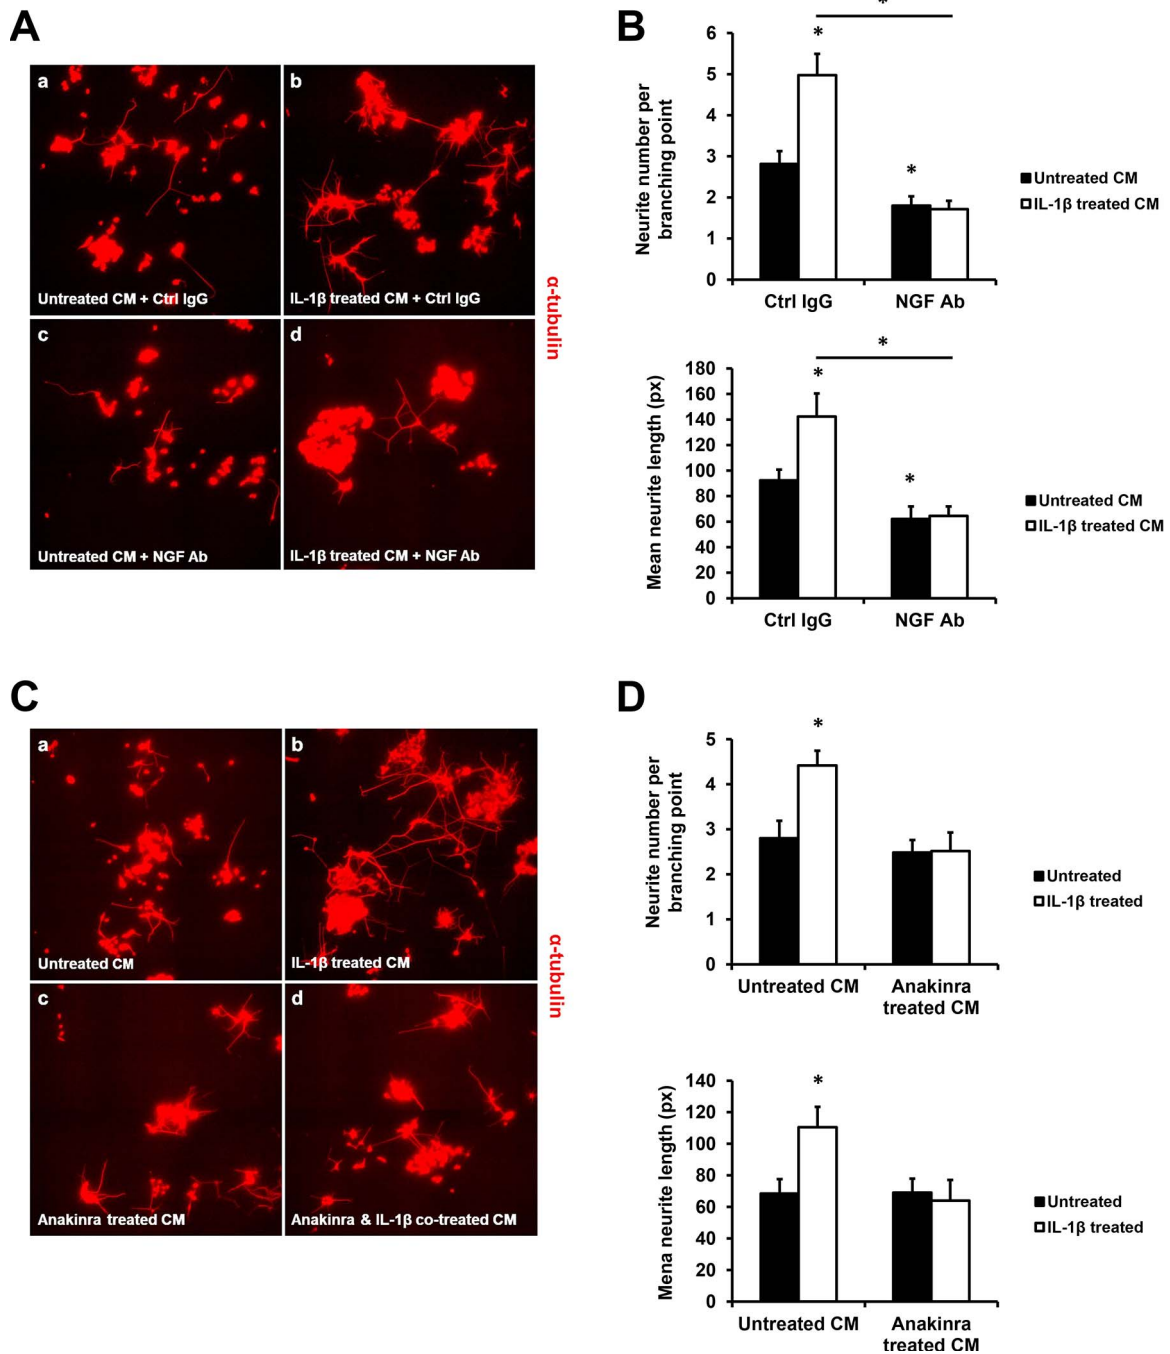 A
a
b
Untreated CM + Ctrl IgG
IL-1β treated CM + Ctrl IgG
c
d
Untreated CM + NGF Ab
IL-1β treated CM + NGF Ab
α-tubulin
B
*
6
5
4
3
2
1
0
Neurite number per
branching point
*
*
Ctrl IgG
NGF Ab
Untreated CM
IL-1β treated CM
*
180
160
140
120
100
80
60
40
20
0
Mean neurite length (px)
*
*
Ctrl IgG
NGF Ab
Untreated CM
IL-1β treated CM
C
a
b
Untreated CM
IL-1β treated CM
c
d
Anakinra treated CM
Anakinra & IL-1β co-treated CM
α-tubulin
D
5
4
3
2
1
0
Neurite number per
branching point
*
Untreated CM
Anakinra
treated CM
Untreated
IL-1β treated
140
120
100
80
60
40
20
0
Mena neurite length (px)
*
Untreated CM
Anakinra
treated CM
Untreated
IL-1β treated